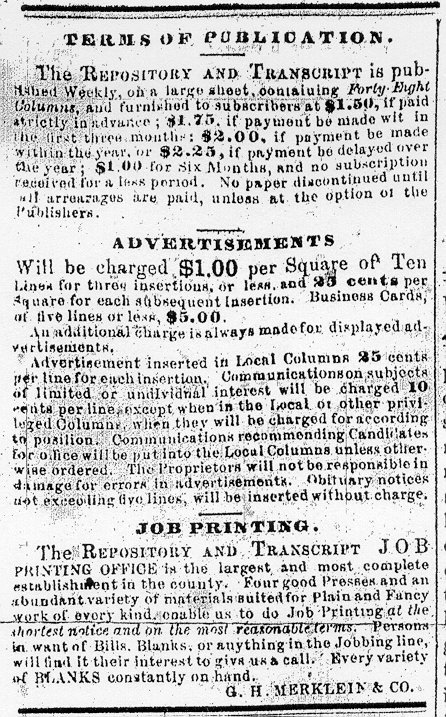 TERMS OF PUBLICATION.
The REPOSITORY AND TRANSCRIPT is pub-
lished Weekly, on a large sheet, containing Forty-Eight
Columns, and furnished to subscribers at $1.50, if paid
strictly in advance; $1.75, if payment be made wit in
the first three months; $2.00, if payment be made
within the year, or $2.25, if payment be delayed over
the year; $1.00 for Six Months, and no subscription
received for a less period. No paper discontinued until
all arrearages are paid, unless at the option of the
Publishers.
ADVERTISEMENTS
Will be charged $1.00 per Square of Ten
Lines for three insertions, or less, and 25 cents per
Square for each subsequent insertion. Business Cards,
of five lines or less, $5.00.
An additional charge is always made for displayed ad-
vertisements.
Advertisement inserted in Local Columns 25 cents
per line for each insertion. Communications on subjects
of limited or undividual interest will be charged 10
cents per line, except when in the Local or other privi-
leged Columns, when they will be charged for according
to position. Communications recommending Candidates
for office will be put into the Local Columns unless other-
wise ordered. The Proprietors will not be responsible in
damage for errors in advertisements. Obituary notices
not exceeding five lines, will be inserted without charge.
JOB PRINTING.
The REPOSITORY AND TRANSCRIPT JOB
PRINTING OFFICE is the largest and most complete
establishment in the county. Four good Presses and an
abundant variety of materials suited for Plain and Fancy
work of every kind, enable us to do Job Printing at the
shortest notice and on the most reasonable terms. Persons
in want of Bills, Blanks, or anything in the Jobbing line,
will find it their interest to give us a call. Every variety
of BLANKS constantly on hand.
G. H. MERKLEIN & CO.